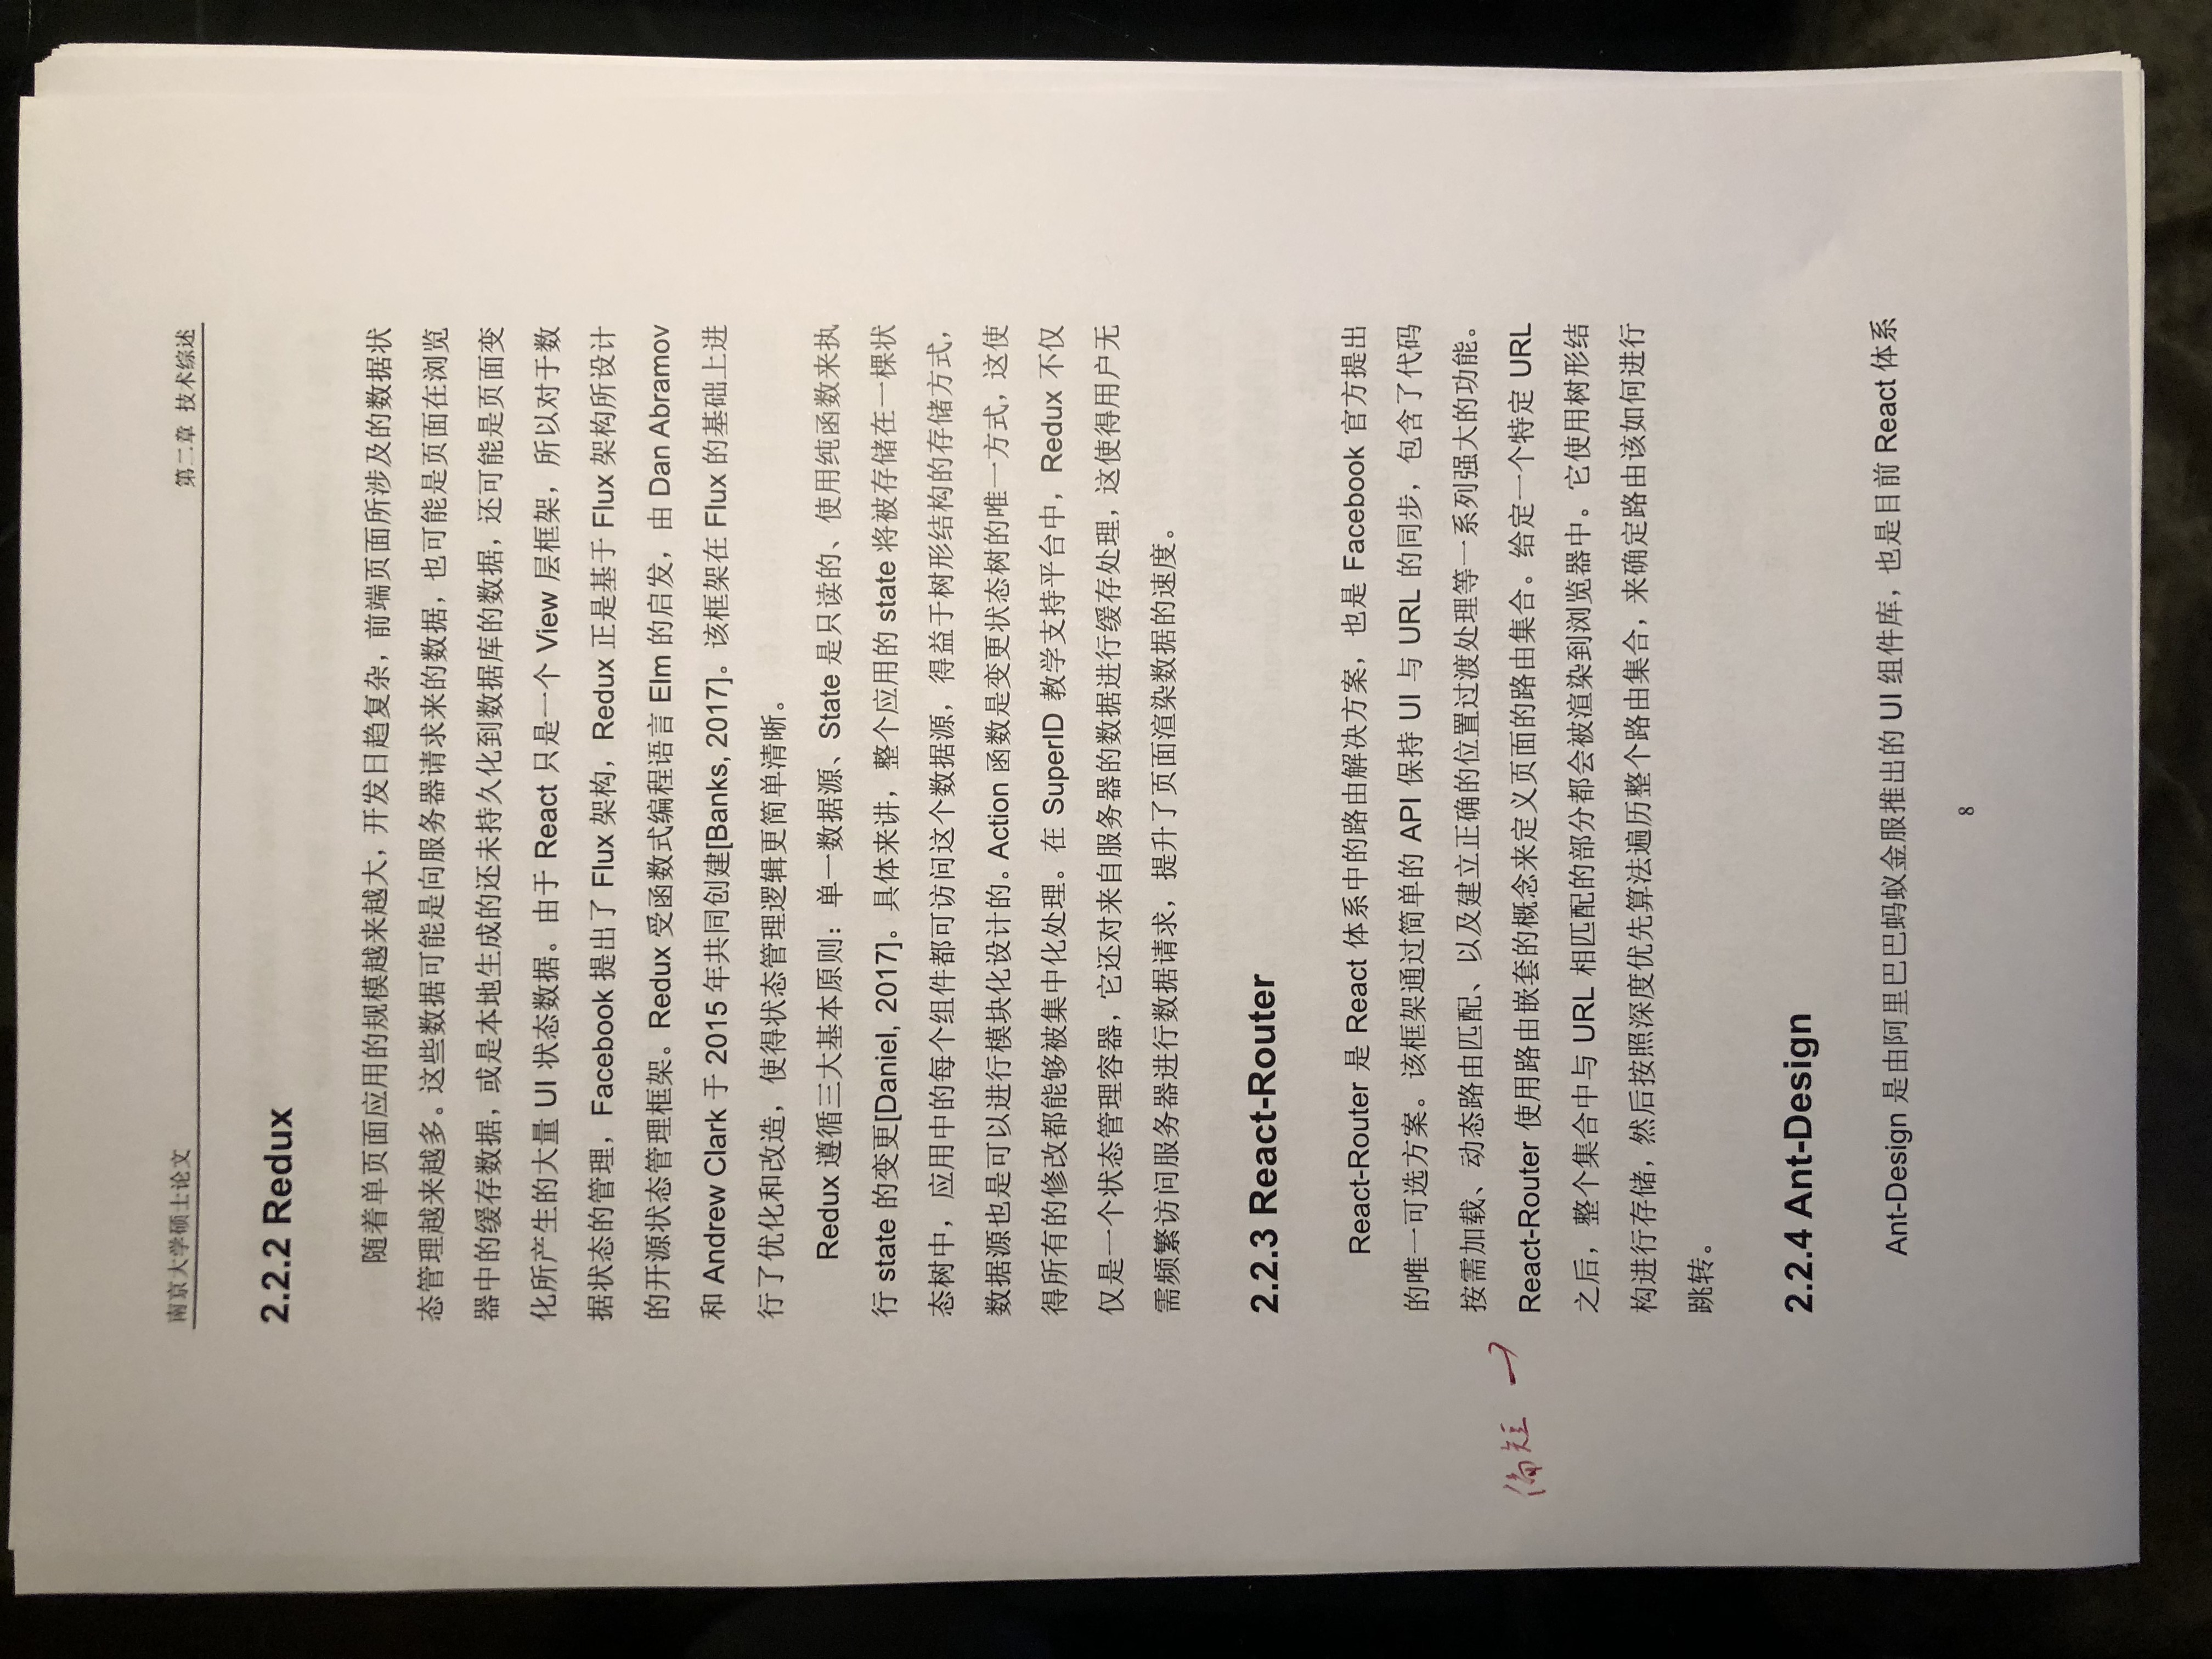 南京大学硕士论文
第二章 技术综述
2.2.2 Redux
随着单页面应用的规模越来越大，开发日趋复杂，前端页面所涉及的数据状
态管理越来越多。这些数据可能是向服务器请求来的数据，也可能是页面在浏览
器中的缓存数据，或是本地生成的还未持久化到数据库的数据，还可能是页面变
化所产生的大量 UI 状态数据。由于 React 只是一个 View 层框架，所以对于数
据状态的管理，Facebook 提出了 Flux 架构，Redux 正是基于 Flux 架构所设计
的开源状态管理框架。Redux 受函数式编程语言 Elm 的启发，由 Dan Abramov
和 Andrew Clark 于 2015 年共同创建[Banks, 2017]。该框架在 Flux 的基础上进
行了优化和改造，使得状态管理逻辑更简单清晰。
Redux 遵循三大基本原则：单一数据源、State 是只读的、使用纯函数来执
行 state 的变更[Daniel, 2017]。具体来讲，整个应用的 state 将被存储在一棵状
态树中，应用中的每个组件都可访问这个数据源，得益于树形结构的存储方式，
数据源也是可以进行模块化设计的。Action 函数是变更状态树的唯一方式，这使
得所有的修改都能够被集中化处理。在 SuperID 教学支持平台中，Redux 不仅
仅是一个状态管理容器，它还对来自服务器的数据进行缓存处理，这使得用户无
需频繁访问服务器进行数据请求，提升了页面渲染数据的速度。
2.2.3 React-Router
React-Router 是 React 体系中的路由解决方案，也是 Facebook 官方提出
的唯一可选方案。该框架通过简单的 API 保持 UI 与 URL 的同步，包含了代码
按需加载、动态路由匹配、以及建立正确的位置过渡处理等一系列强大的功能。
偏短 →
React-Router 使用路由嵌套的概念来定义页面的路由集合。给定一个特定 URL
之后，整个集合中与 URL 相匹配的部分都会被渲染到浏览器中。它使用树形结
构进行存储，然后按照深度优先算法遍历整个路由集合，来确定路由该如何进行
跳转。
2.2.4 Ant-Design
Ant-Design 是由阿里巴巴蚂蚁金服推出的 UI 组件库，也是目前 React 体系
8